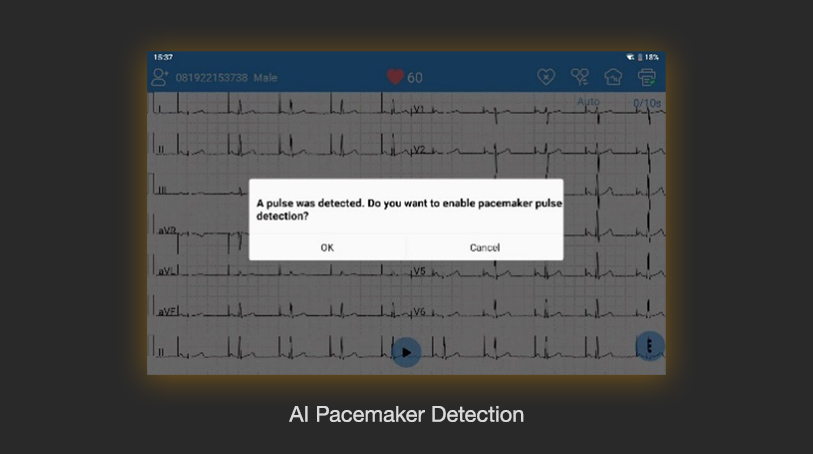 15:37
18%
081922153738 Male
60
Auto
0/10s
I
V1
II
V2
III
A pulse was detected. Do you want to enable pacemaker pulse
detection?
OK
Cancel
aVR
aVL
V5
aVF
V6
II
AI Pacemaker Detection